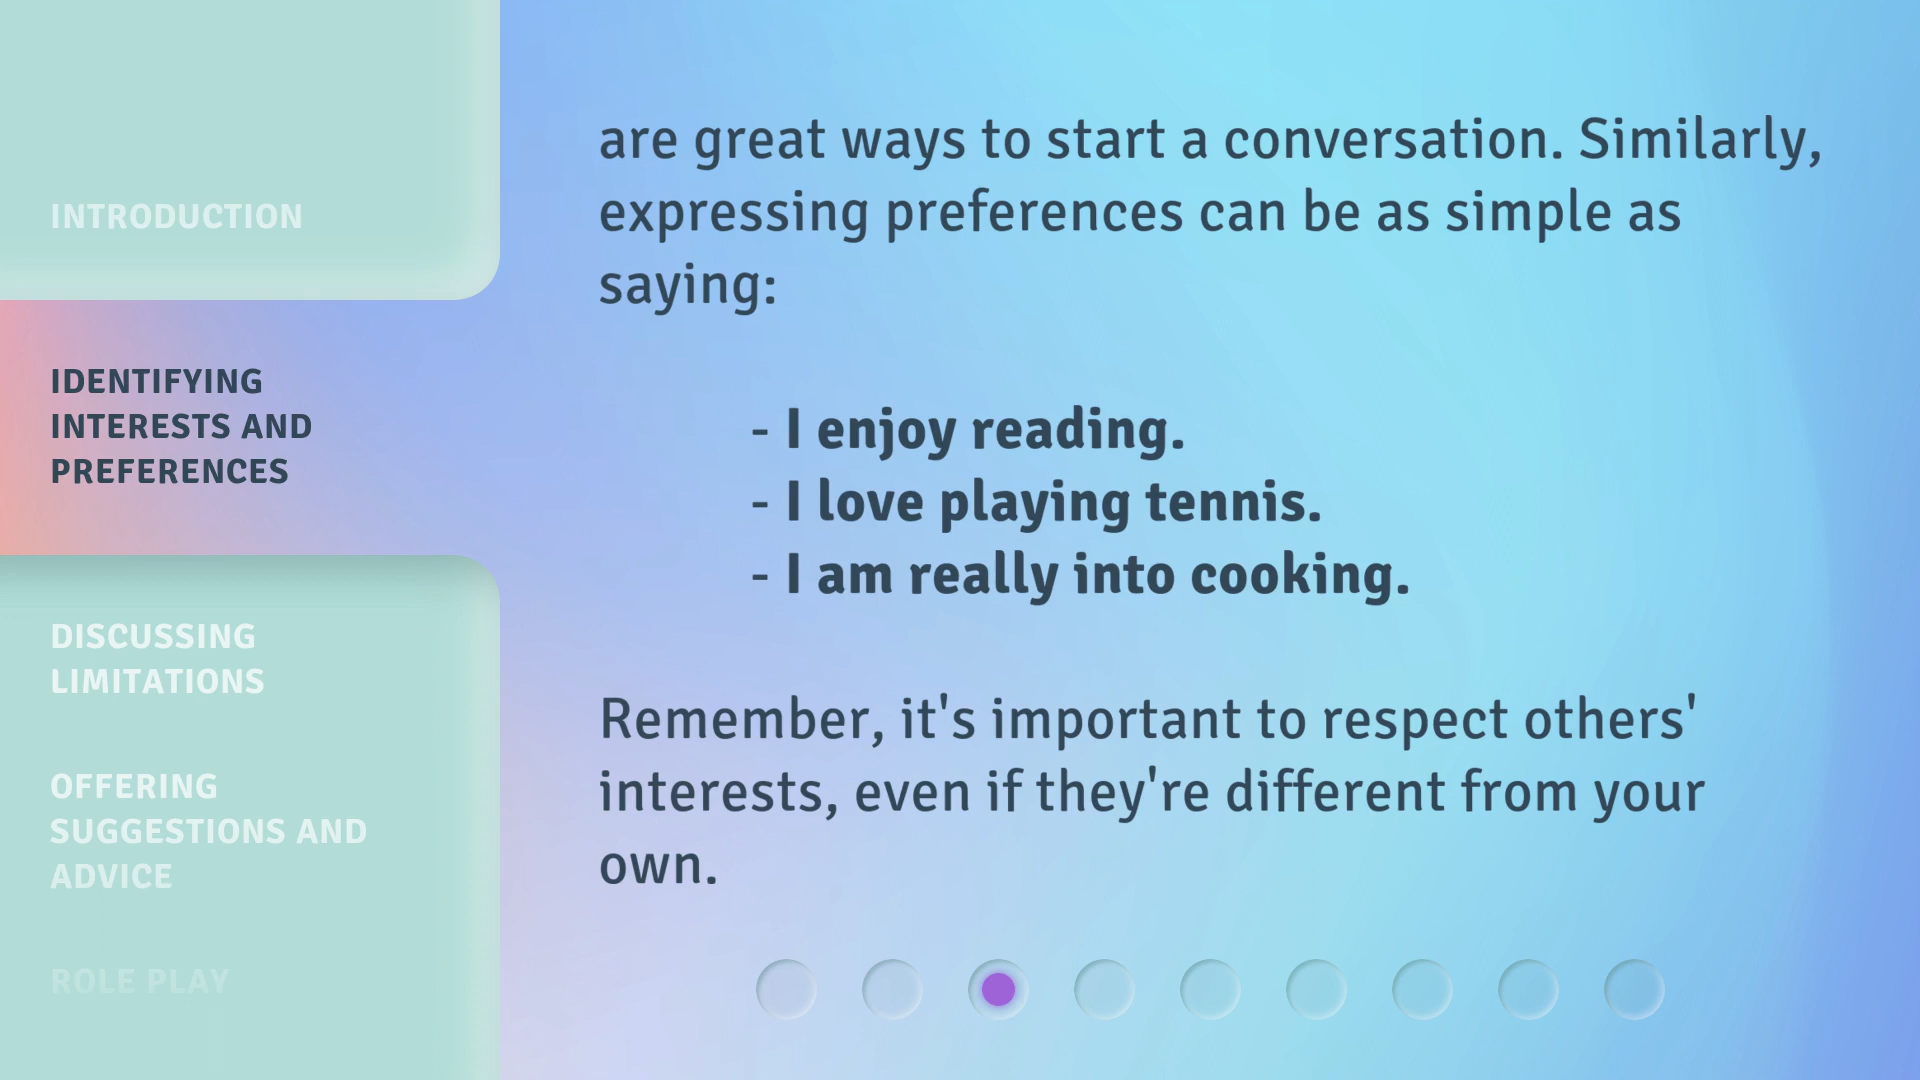 INTRODUCTION
IDENTIFYING
INTERESTS AND
PREFERENCES
DISCUSSING
LIMITATIONS
OFFERING
SUGGESTIONS AND
ADVICE
ROLE PLAY
are great ways to start a conversation. Similarly,
expressing preferences can be as simple as
saying:
- I enjoy reading.
- I love playing tennis.
- I am really into cooking.
Remember, it's important to respect others'
interests, even if they're different from your
own.